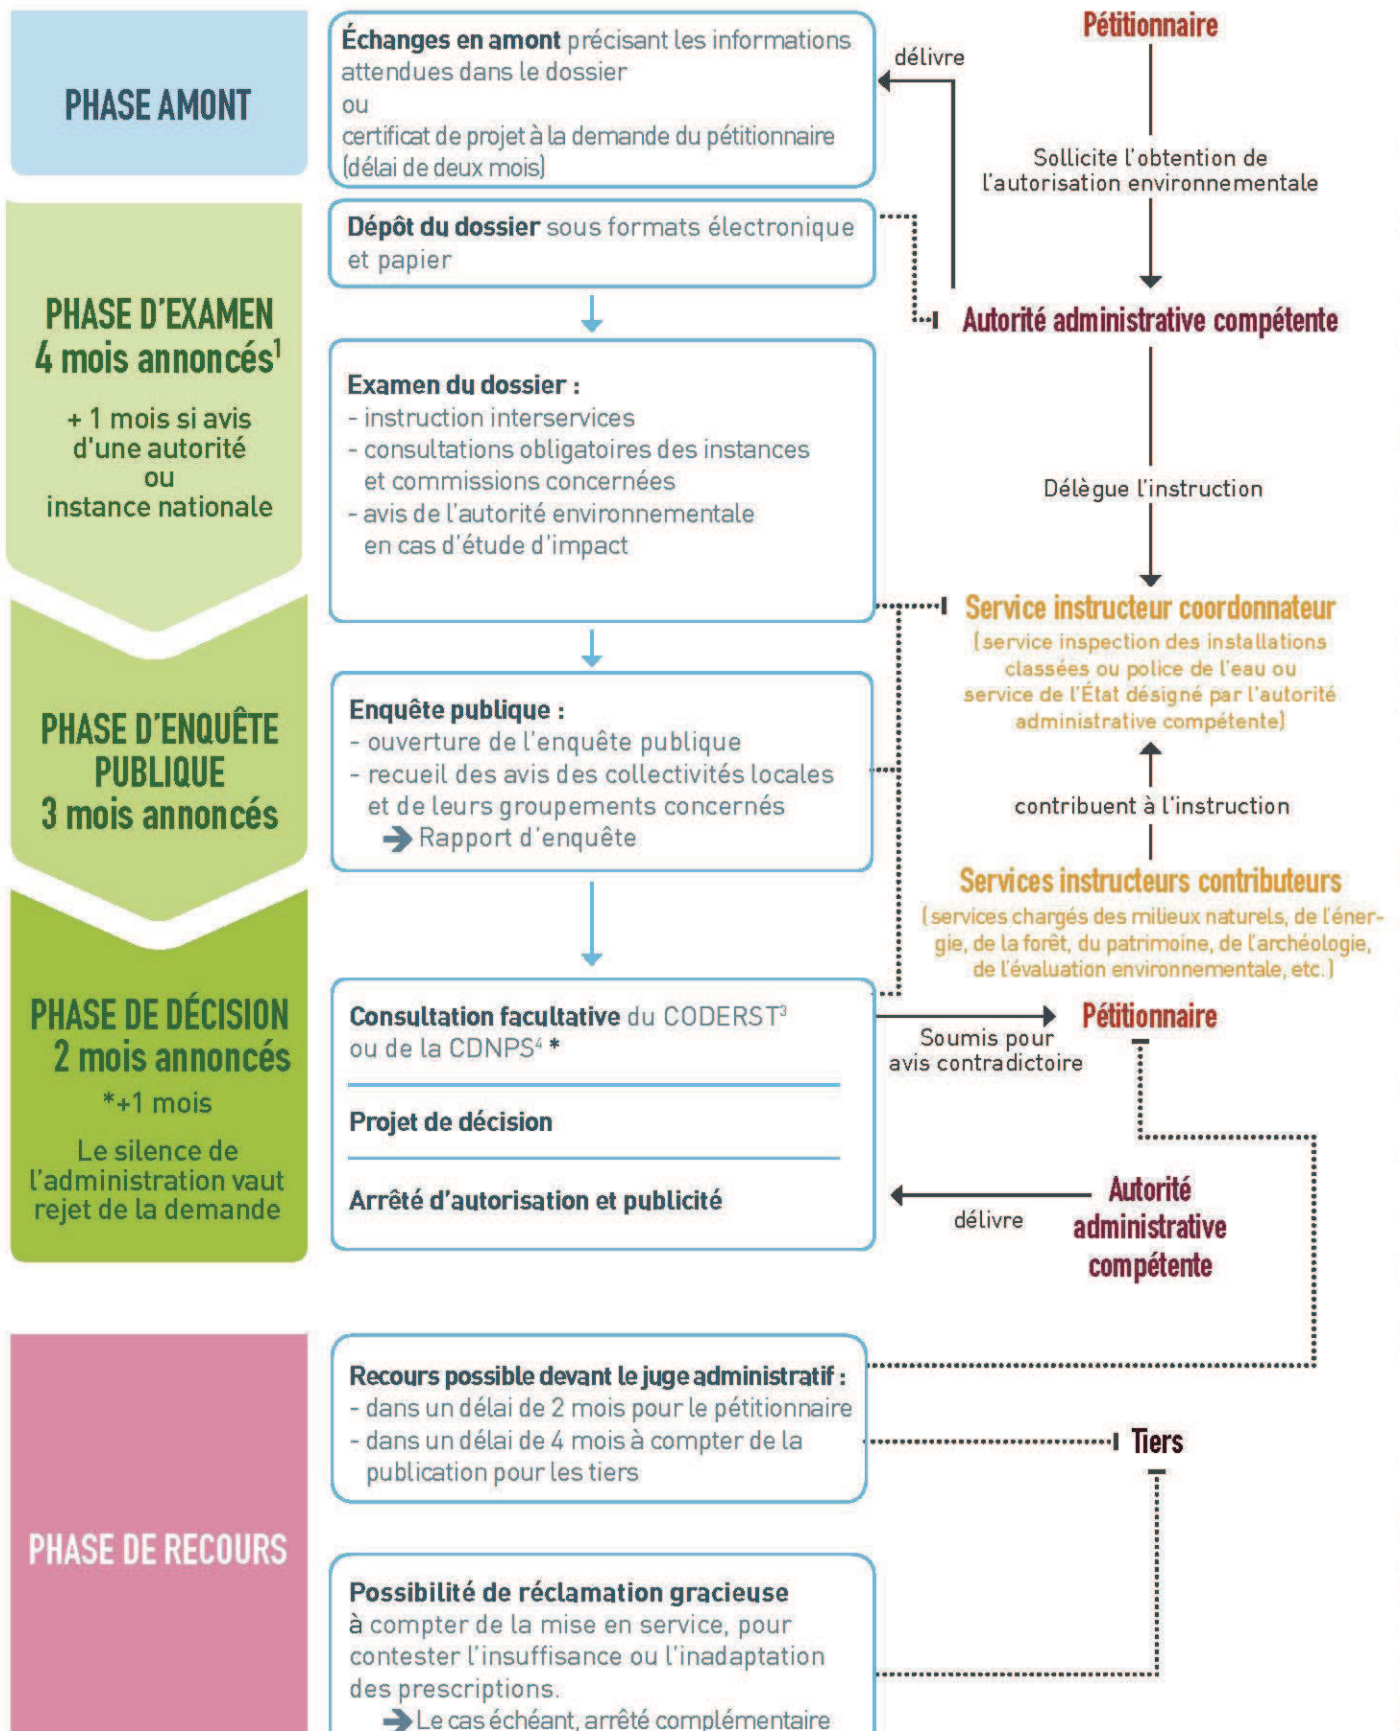 PHASE AMONT
Échanges en amont précisant les informations
attendues dans le dossier
ou
certificat de projet à la demande du pétitionnaire
(délai de deux mois)
délivre
Pétitionnaire
Sollicite l'obtention de
l'autorisation environnementale
PHASE D'EXAMEN
4 mois annoncés¹
+ 1 mois si avis
d'une autorité
ou
instance nationale
Dépôt du dossier sous formats électronique
et papier
Autorité administrative compétente
Examen du dossier :
- instruction interservices
- consultations obligatoires des instances
et commissions concernées
- avis de l'autorité environnementale
en cas d'étude d'impact
Délègue l'instruction
Service instructeur coordonnateur
(service inspection des installations
classées ou police de l'eau ou
service de l'État désigné par l'autorité
administrative compétente)
PHASE D'ENQUÊTE
PUBLIQUE
3 mois annoncés
Enquête publique :
- ouverture de l'enquête publique
- recueil des avis des collectivités locales
et de leurs groupements concernés
➔ Rapport d'enquête
contribuent à l'instruction
Services instructeurs contributeurs
(services chargés des milieux naturels, de l'éner-
gie, de la forêt, du patrimoine, de l'archéologie,
de l'évaluation environnementale, etc.)
PHASE DE DÉCISION
2 mois annoncés
*+1 mois
Le silence de
l'administration vaut
rejet de la demande
Consultation facultative du CODERST³
ou de la CDNPS⁴ *
Projet de décision
Arrêté d'autorisation et publicité
Soumis pour
avis contradictoire
Pétitionnaire
délivre
Autorité
administrative
compétente
PHASE DE RECOURS
Recours possible devant le juge administratif :
- dans un délai de 2 mois pour le pétitionnaire
- dans un délai de 4 mois à compter de la
publication pour les tiers
Tiers
Possibilité de réclamation gracieuse
à compter de la mise en service, pour
contester l'insuffisance ou l'inadaptation
des prescriptions.
➔ Le cas échéant, arrêté complémentaire